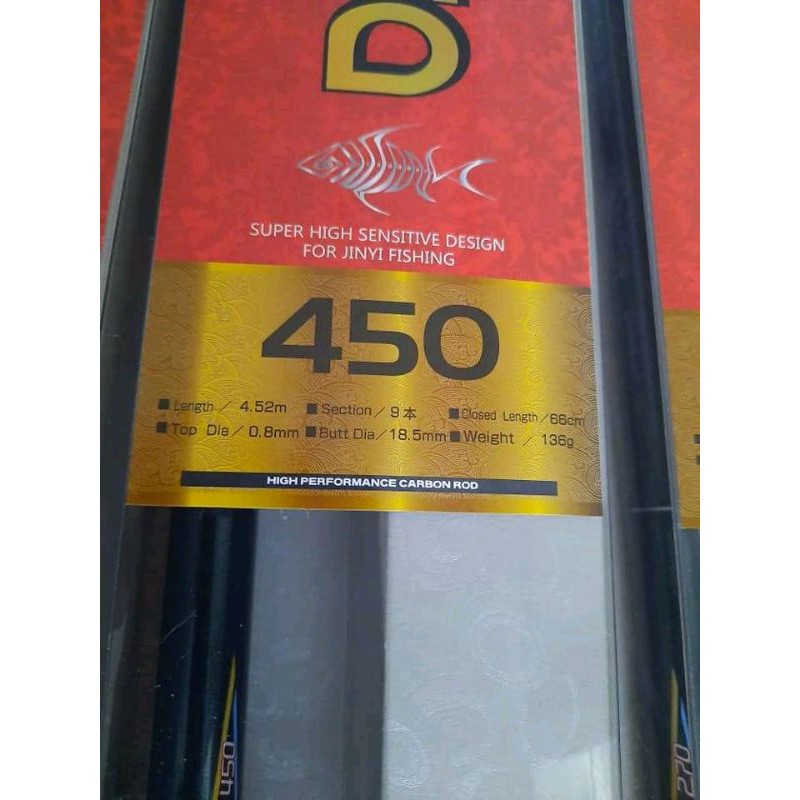 D
SUPER HIGH SENSITIVE DESIGN
FOR JINYI FISHING
450
■ Length / 4.52m ■ Section / 9本 ■ Closed Length / 66cm
■ Top Dia / 0.8mm ■ Butt Dia / 18.5mm ■ Weight / 136g
HIGH PERFORMANCE CARBON ROD
450
270